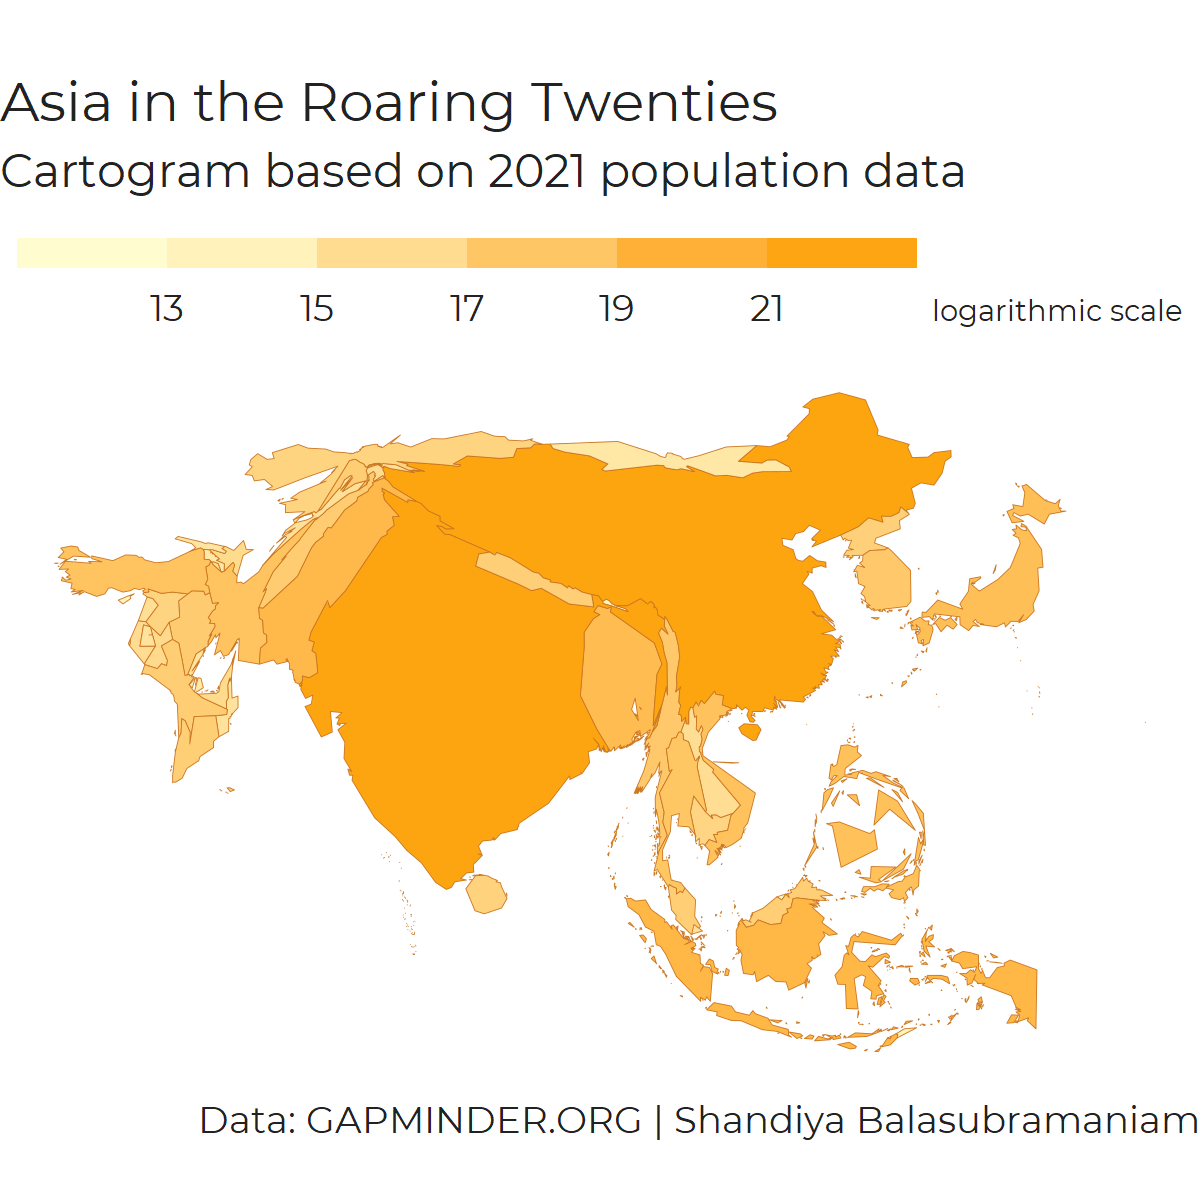 Asia in the Roaring Twenties
Cartogram based on 2021 population data
13 15 17 19 21 logarithmic scale
Data: GAPMINDER.ORG | Shandiya Balasubramaniam